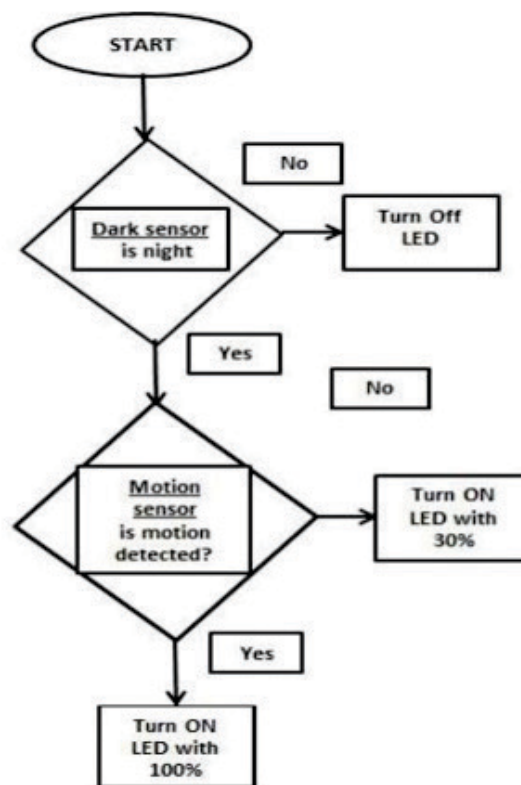 START
No
Dark sensor
is night
Turn Off
LED
Yes
No
Motion
sensor
is motion
detected?
Turn ON
LED with
30%
Yes
Turn ON
LED with
100%